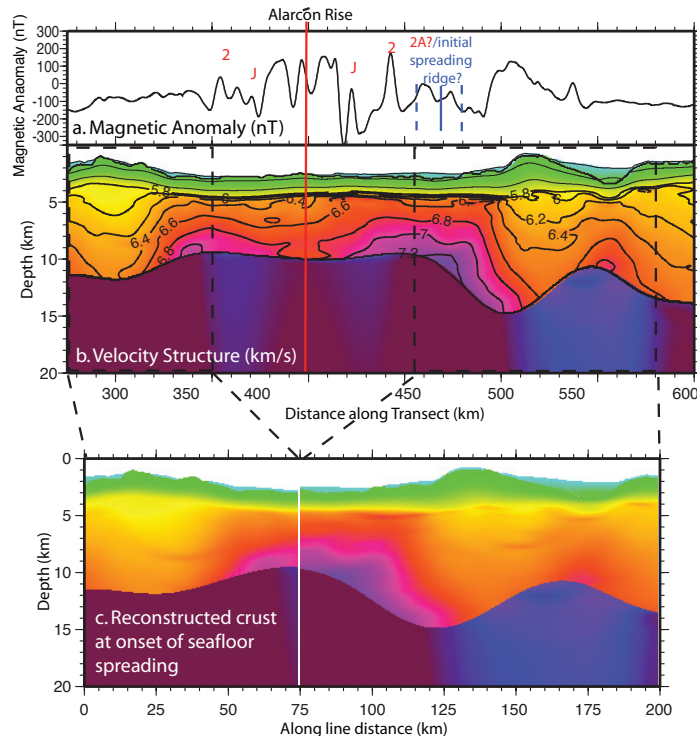 Alarcon Rise
Magnetic Anaomaly (nT)
300
200
100
0
-100
-200
-300
2
J
J
2
2A?/initial
spreading
ridge?
a. Magnetic Anomaly (nT)
Depth (km)
5
10
15
20
5.8
6.4
6.6
6.8
6
6.4
6.6
6.8
7
7.2
6
5.8
6
6.2
6.4
b. Velocity Structure (km/s)
300 350 400 450 500 550 600
Distance along Transect (km)
Depth (km)
0
5
10
15
20
c. Reconstructed crust
at onset of seafloor
spreading
0 25 50 75 100 125 150 175 200
Along line distance (km)